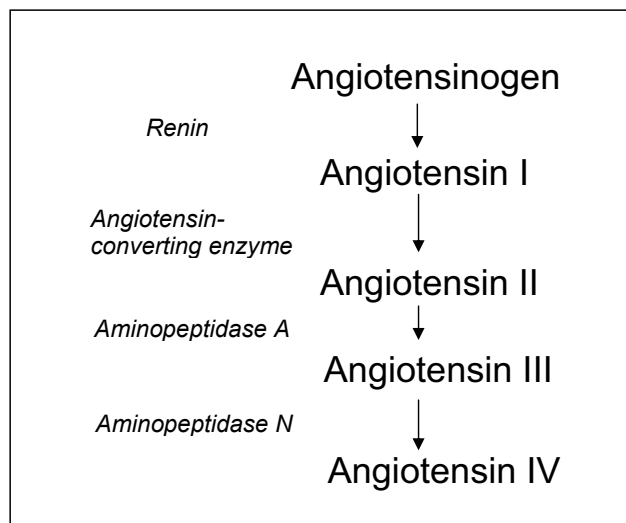 Angiotensinogen
Renin
Angiotensin I
Angiotensin-
converting enzyme
Angiotensin II
Aminopeptidase A
Angiotensin III
Aminopeptidase N
Angiotensin IV